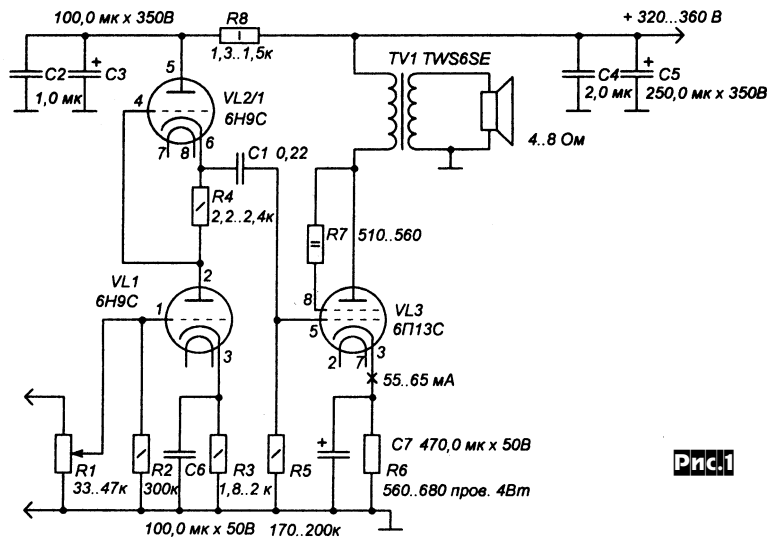 100,0 мк x 350В
R8
+ 320...360 В
1,3..1,5к
TV1 TWS6SE
5
C2
+
C3
1,0 мк
4
VL2/1
6Н9С
6
7
8
C1 0,22
C4
+
C5
2,0 мк
250,0 мк x 350В
4..8 Ом
R4
2,2..2,4к
R7
510..560
2
VL1
6Н9С
1
3
8
5
VL3
6П13С
2
7
3
55..65 мА
R1
33..47к
R2
300к
C6
R3
1,8..2 к
R5
+
C7 470,0 мк x 50В
R6
560..680 пров. 4Вт
100,0 мк x 50В
170..200к
Рис.1